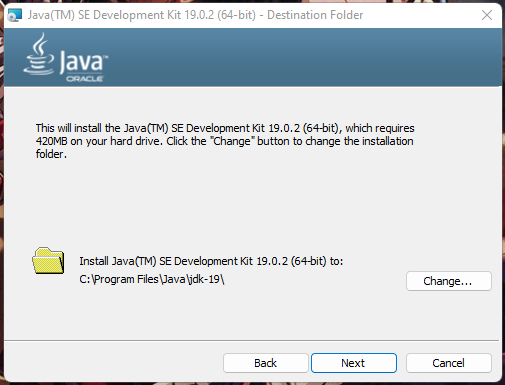 Java(TM) SE Development Kit 19.0.2 (64-bit) - Destination Folder
Java™
ORACLE
This will install the Java(TM) SE Development Kit 19.0.2 (64-bit), which requires
420MB on your hard drive. Click the "Change" button to change the installation
folder.
Install Java(TM) SE Development Kit 19.0.2 (64-bit) to:
C:\Program Files\Java\jdk-19\
Change...
Back
Next
Cancel